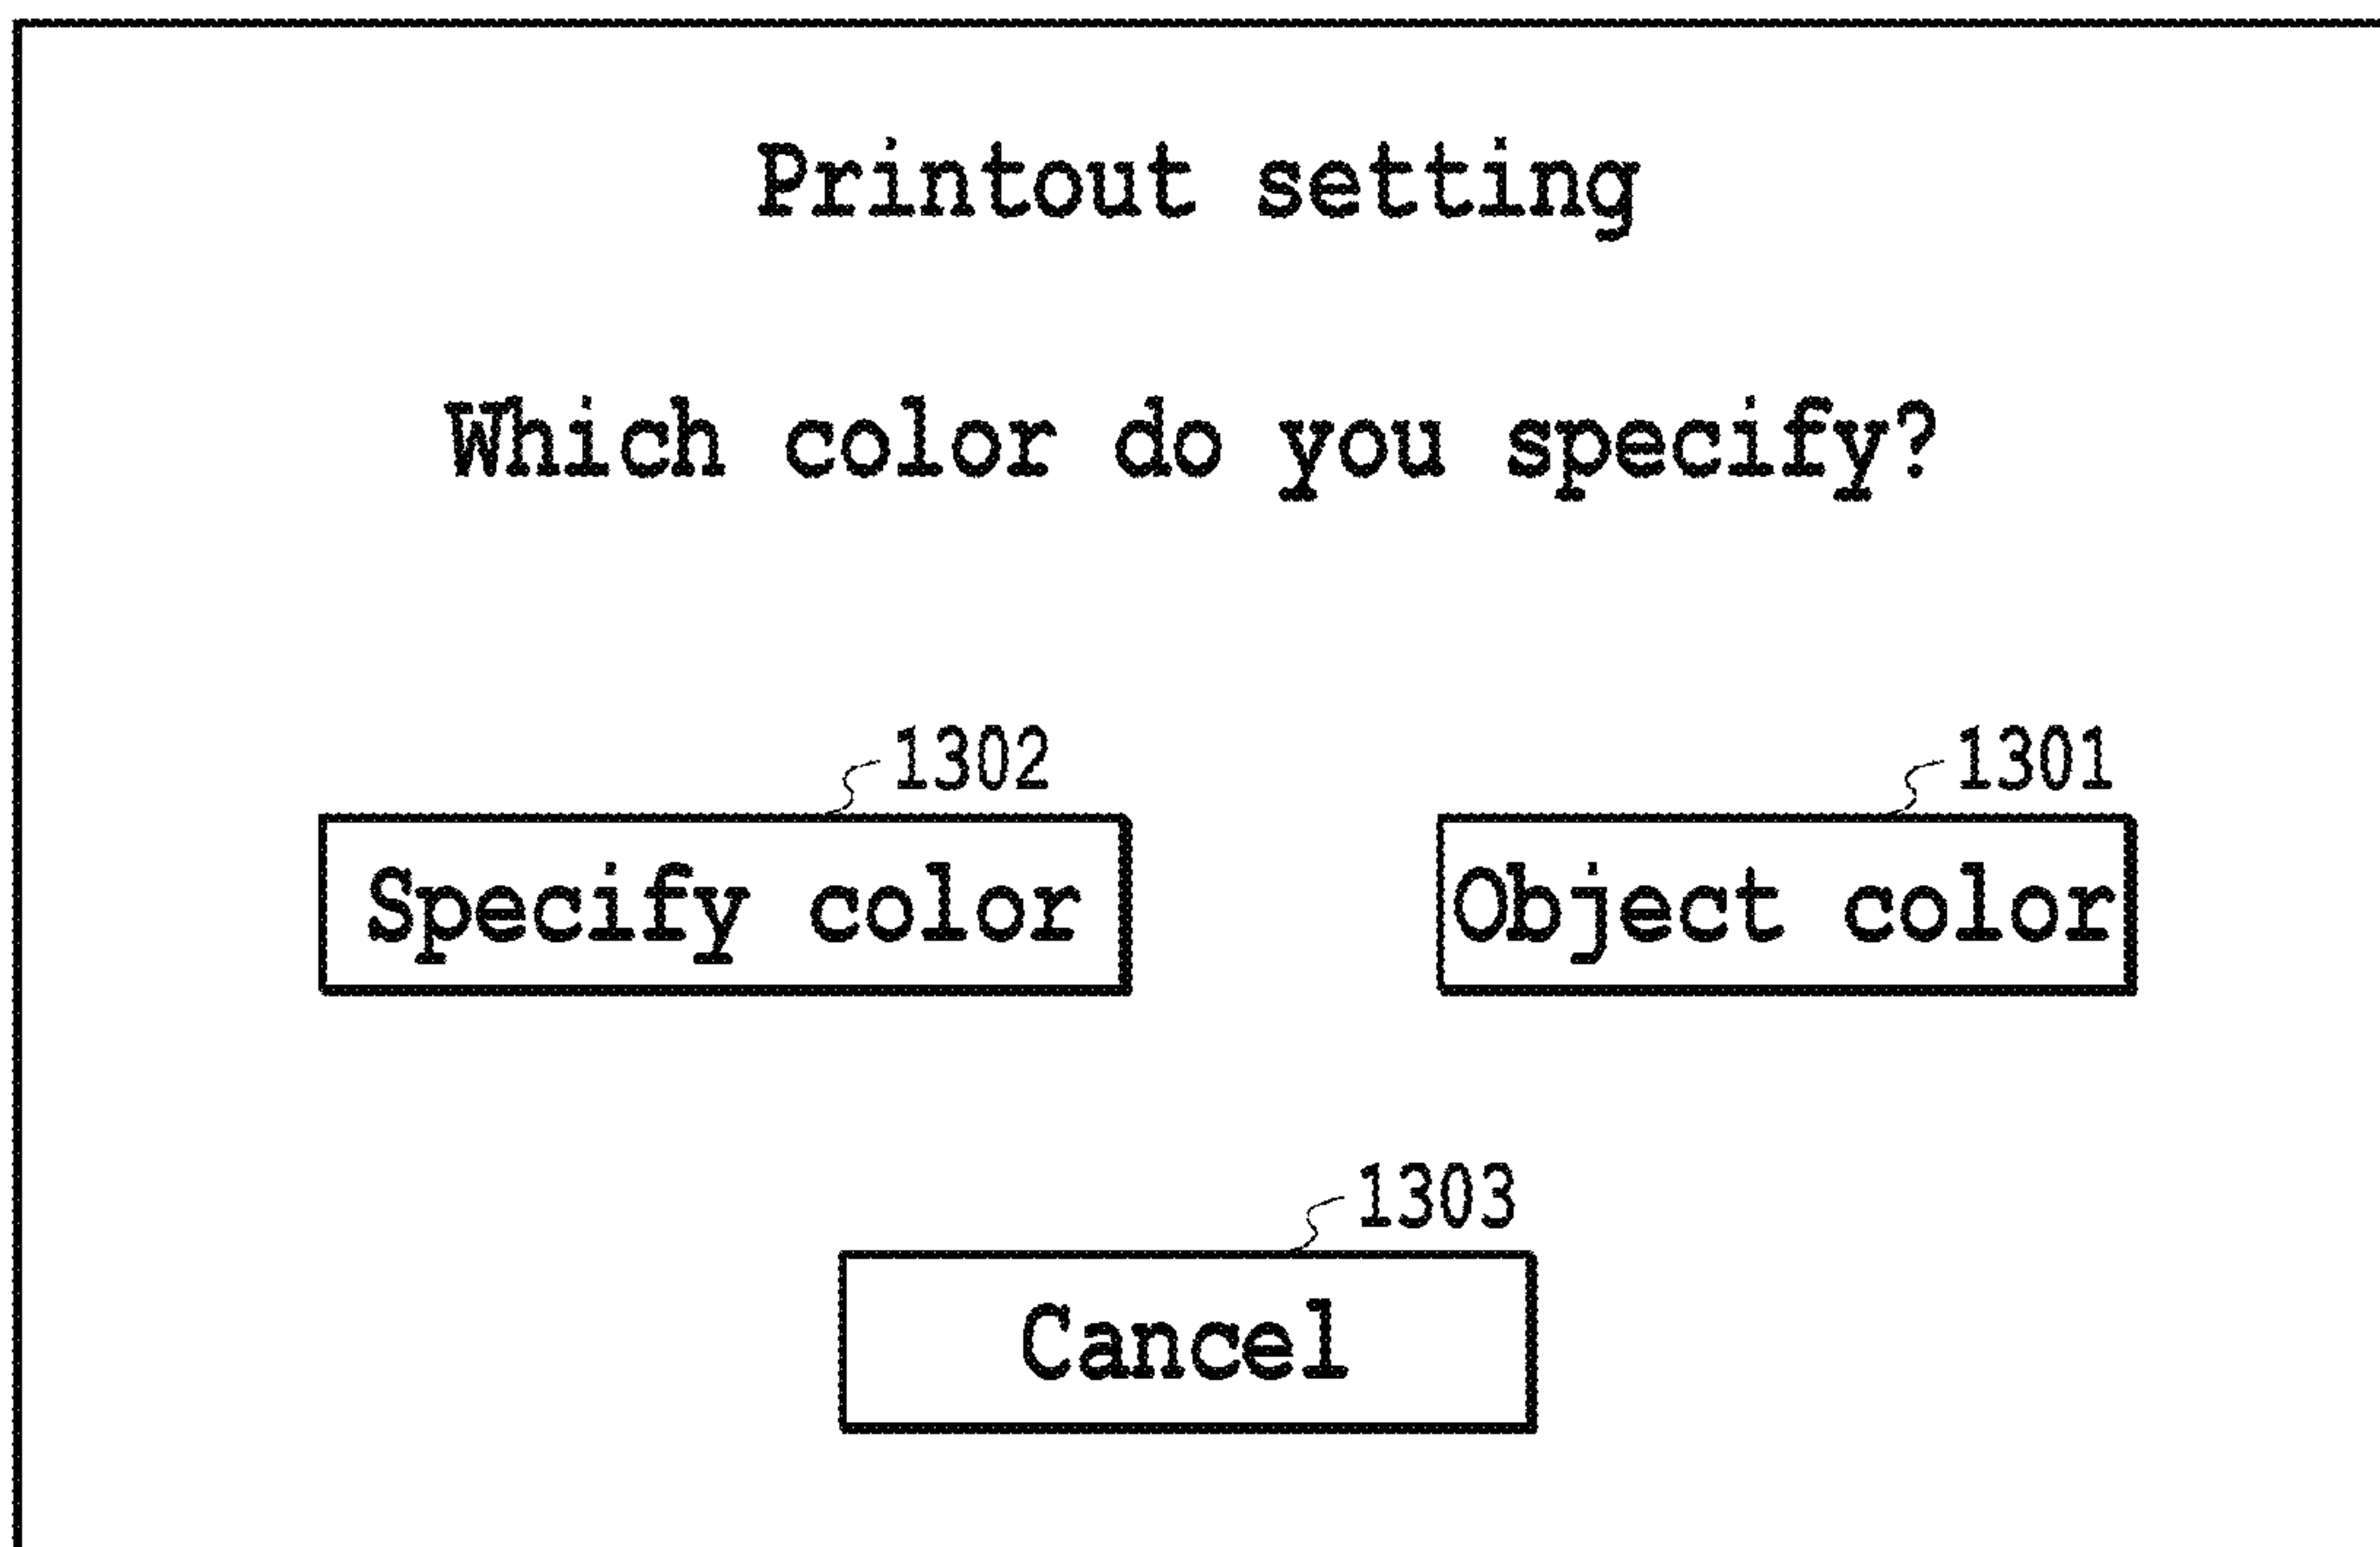 Printout setting
Which color do you specify?
1302 1301
Specify color Object color
1303
Cancel